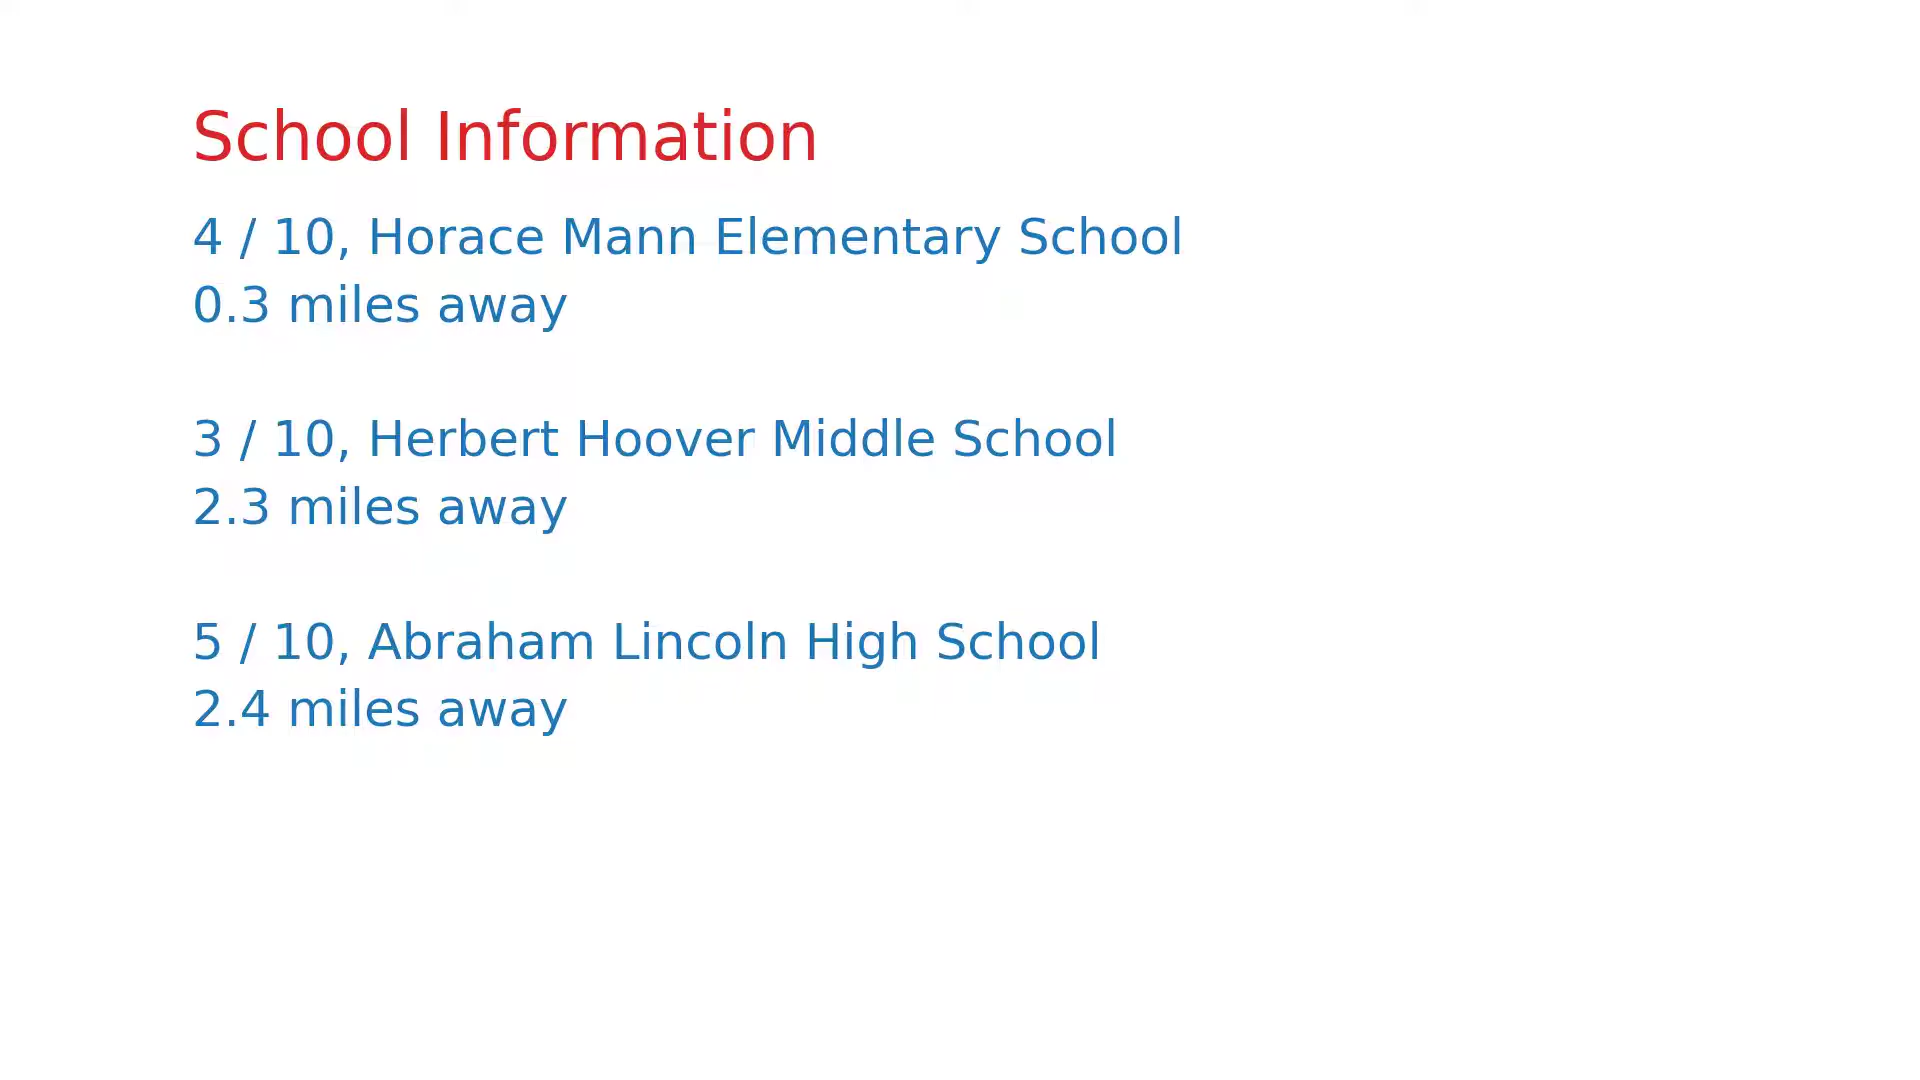 School Information
4 / 10, Horace Mann Elementary School
0.3 miles away
3 / 10, Herbert Hoover Middle School
2.3 miles away
5 / 10, Abraham Lincoln High School
2.4 miles away